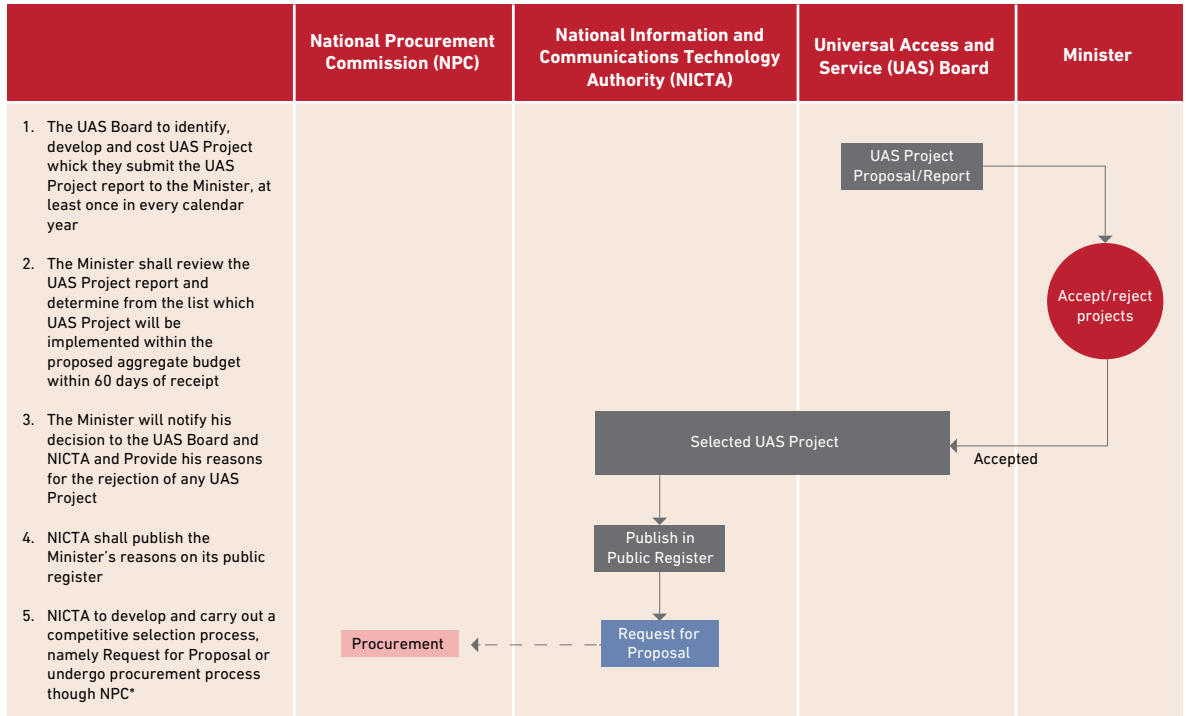 National Procurement
Commission (NPC)
National Information and
Communications Technology
Authority (NICTA)
Universal Access and
Service (UAS) Board
Minister
1. The UAS Board to identify,
develop and cost UAS Project
whick they submit the UAS
Project report to the Minister, at
least once in every calendar
year
2. The Minister shall review the
UAS Project report and
determine from the list which
UAS Project will be
implemented within the
proposed aggregate budget
within 60 days of receipt
3. The Minister will notify his
decision to the UAS Board and
NICTA and Provide his reasons
for the rejection of any UAS
Project
4. NICTA shall publish the
Minister's reasons on its public
register
5. NICTA to develop and carry out a
competitive selection process,
namely Request for Proposal or
undergo procurement process
though NPC*
UAS Project
Proposal/Report
Accept/reject
projects
Selected UAS Project
Accepted
Publish in
Public Register
Request for
Proposal
Procurement